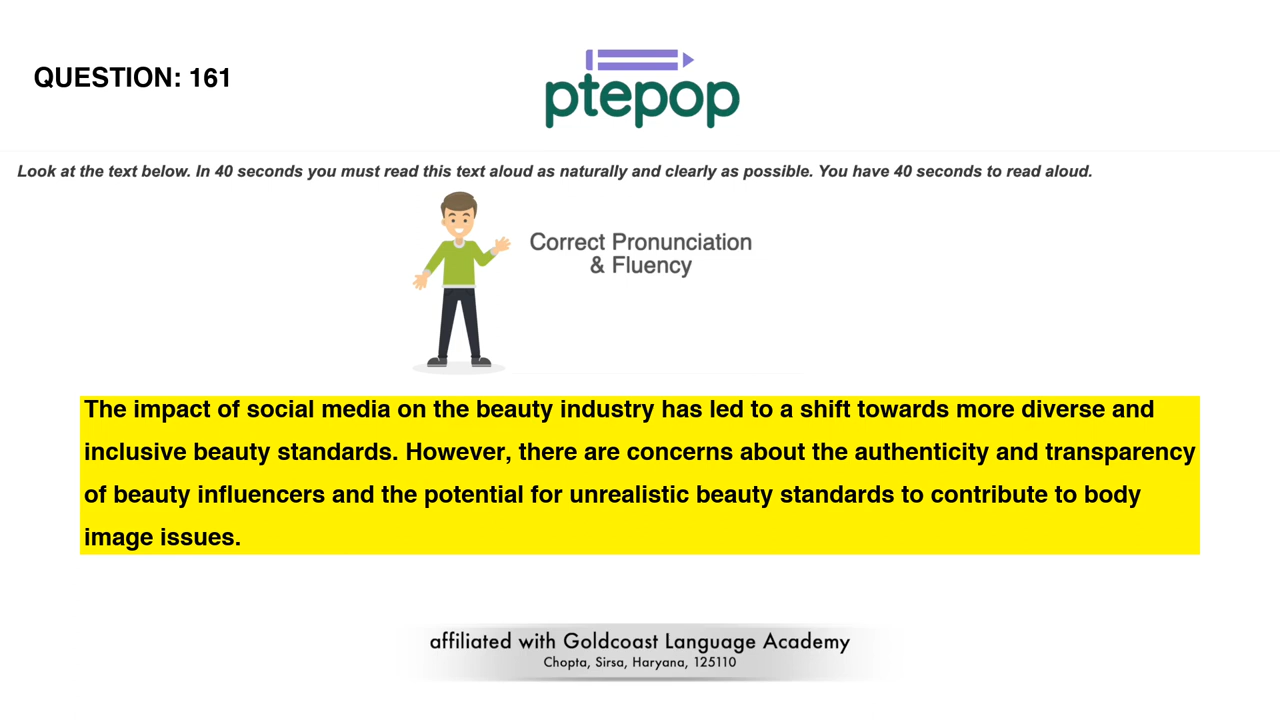 QUESTION: 161
ptepop
Look at the text below. In 40 seconds you must read this text aloud as naturally and clearly as possible. You have 40 seconds to read aloud.
Correct Pronunciation
& Fluency
The impact of social media on the beauty industry has led to a shift towards more diverse and
inclusive beauty standards. However, there are concerns about the authenticity and transparency
of beauty influencers and the potential for unrealistic beauty standards to contribute to body
image issues.
affiliated with Goldcoast Language Academy
Chopta, Sirsa, Haryana, 125110